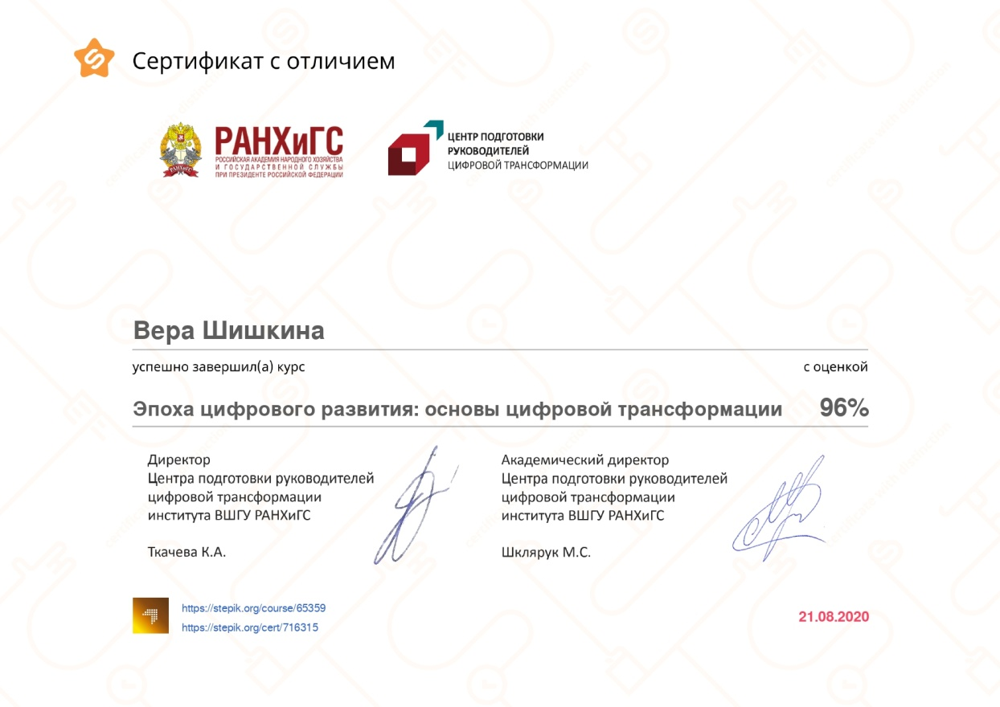 Сертификат с отличием
РАНХиГС
РОССИЙСКАЯ АКАДЕМИЯ НАРОДНОГО ХОЗЯЙСТВА
И ГОСУДАРСТВЕННОЙ СЛУЖБЫ
ПРИ ПРЕЗИДЕНТЕ РОССИЙСКОЙ ФЕДЕРАЦИИ
РАНХиГС
ЦЕНТР ПОДГОТОВКИ
РУКОВОДИТЕЛЕЙ
ЦИФРОВОЙ ТРАНСФОРМАЦИИ
Вера Шишкина
успешно завершил(а) курс с оценкой
Эпоха цифрового развития: основы цифровой трансформации 96%
Директор
Центра подготовки руководителей
цифровой трансформации
института ВШГУ РАНХиГС
Ткачева К.А.
Академический директор
Центра подготовки руководителей
цифровой трансформации
института ВШГУ РАНХиГС
Шклярук М.С.
https://stepik.org/course/65359
https://stepik.org/cert/716315
21.08.2020